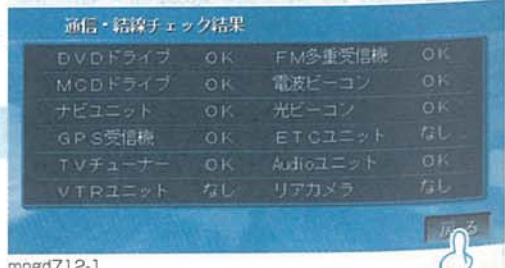 通信・結線チェック結果
DVDドライブ OK FM多重受信機 OK
MCDドライブ OK 電波ビーコン OK
ナビユニット OK 光ビーコン OK
GPS受信機 OK ETCユニット なし
TVチューナー OK Audioユニット OK
VTRユニット なし リアカメラ なし
戻る
mogd712-1